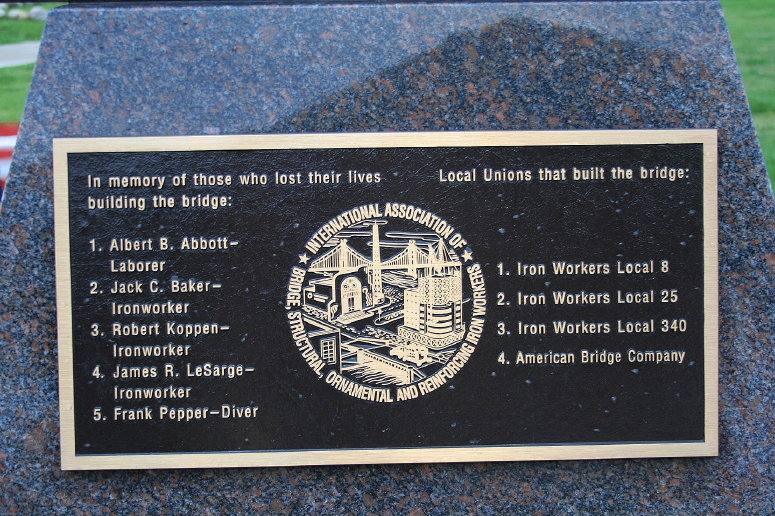 In memory of those who lost their lives
building the bridge:
1. Albert B. Abbott–
Laborer
2. Jack C. Baker–
Ironworker
3. Robert Koppen–
Ironworker
4. James R. LeSarge–
Ironworker
5. Frank Pepper–Diver
★ INTERNATIONAL ASSOCIATION OF ★
BRIDGE, STRUCTURAL, ORNAMENTAL AND REINFORCING IRON WORKERS
Local Unions that built the bridge:
1. Iron Workers Local 8
2. Iron Workers Local 25
3. Iron Workers Local 340
4. American Bridge Company